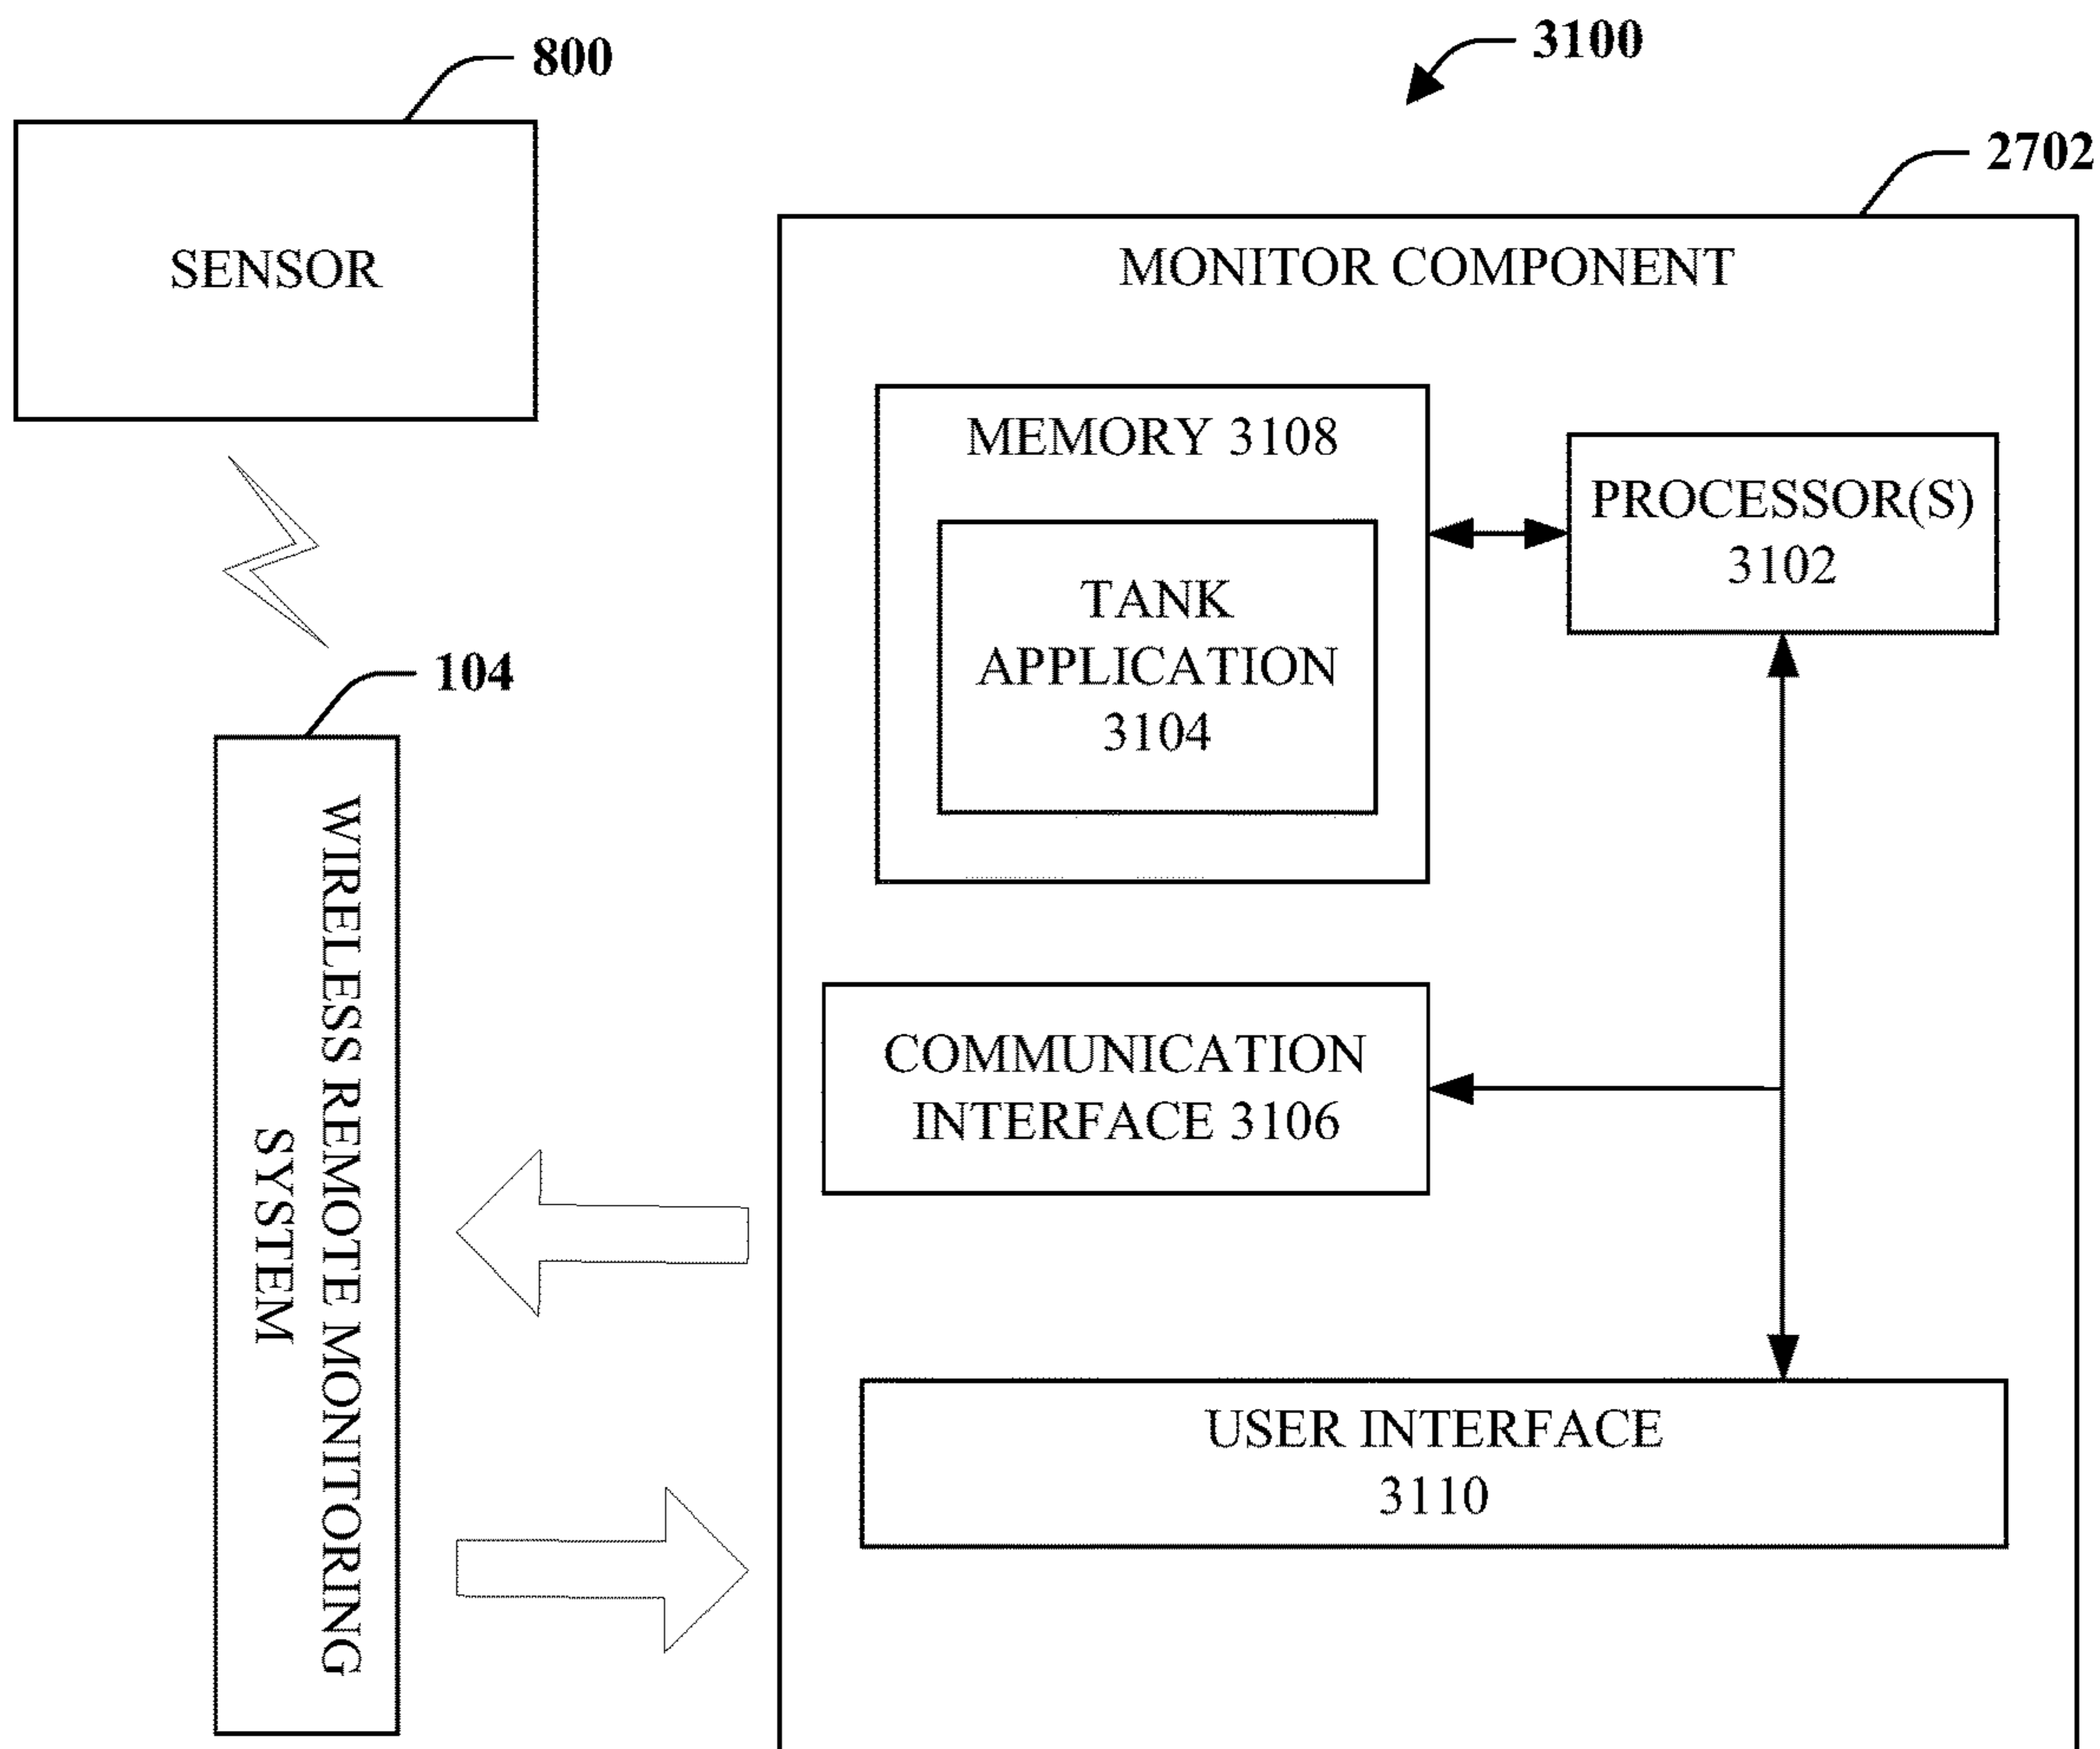 800
3100
2702
SENSOR
MONITOR COMPONENT
MEMORY 3108
PROCESSOR(S)
3102
TANK
APPLICATION
3104
104
WIRELESS REMOTE MONITORING
SYSTEM
COMMUNICATION
INTERFACE 3106
USER INTERFACE
3110